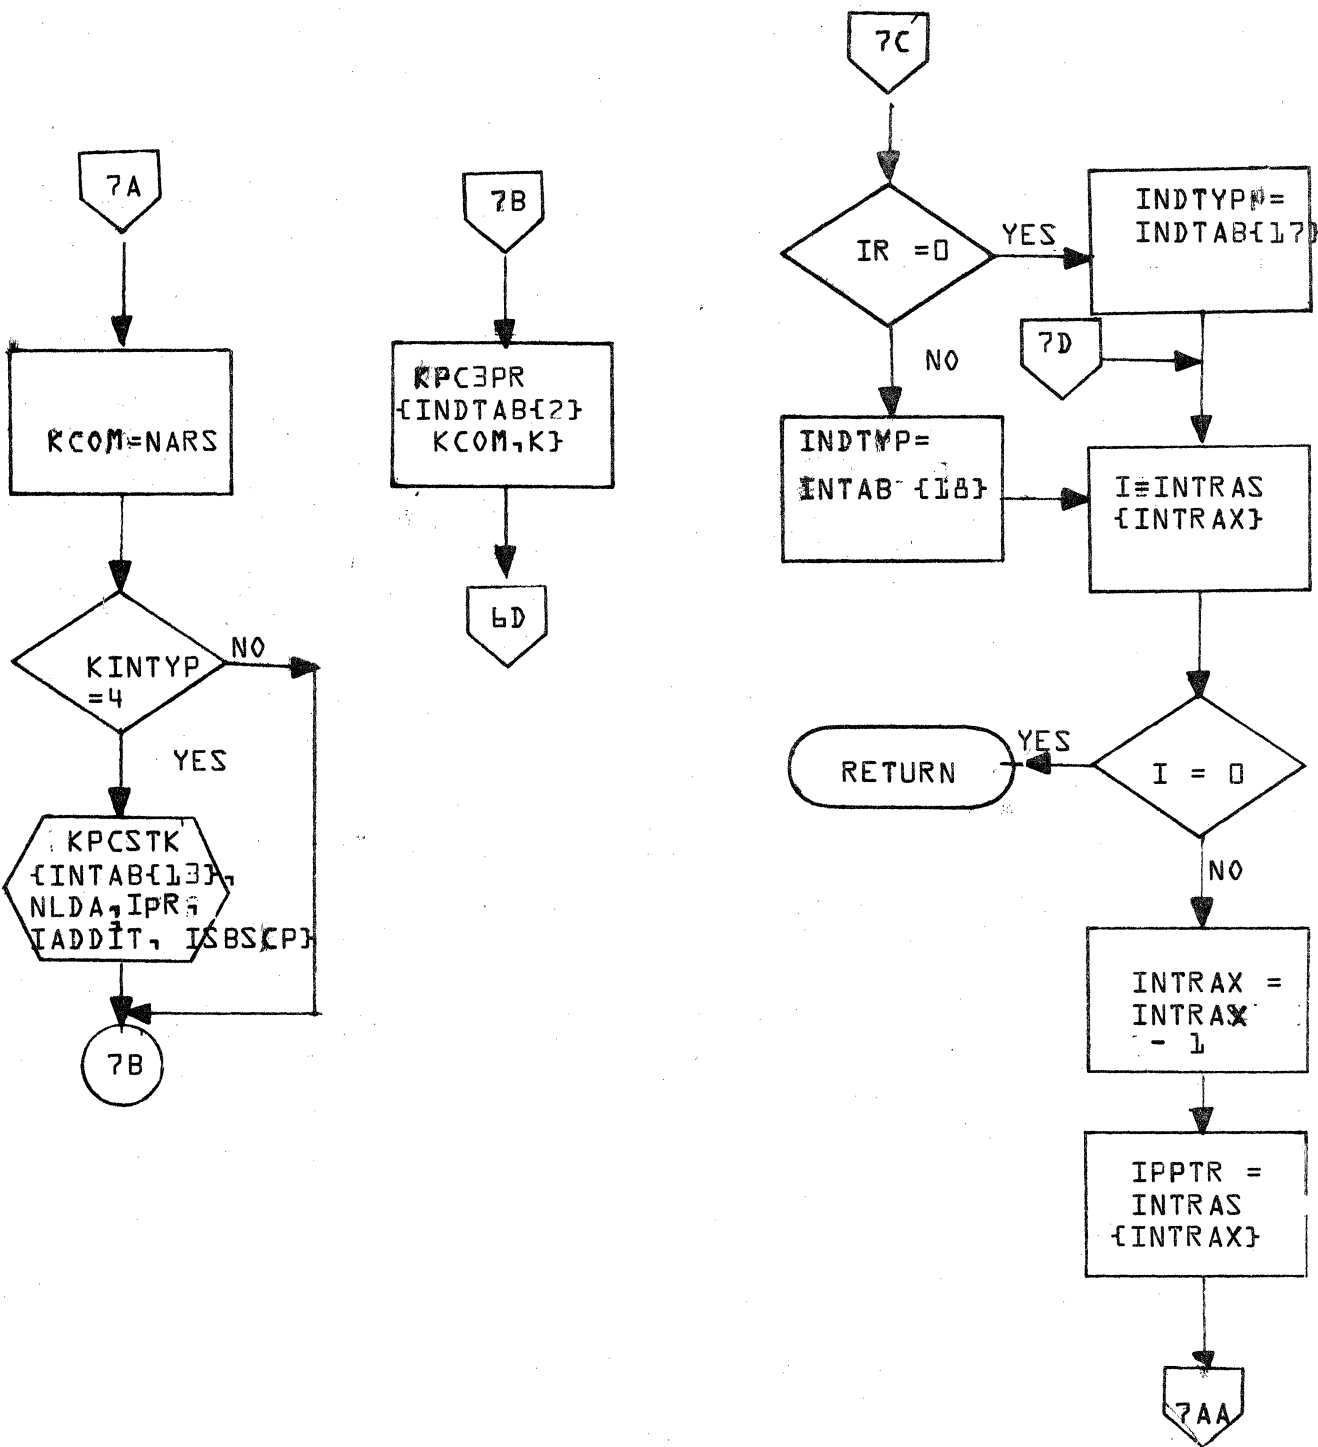 7A
KCOM=NARS
KINTYP
=4
NO
YES
KPCSTK
{INTAB{13},
NLDA,IPR,
IADDIT, ISBSCP}
7B
7B
KPC3PR
{INDTAB{2}
KCOM,K}
6D
7C
IR =0
YES
INDTYPP=
INDTAB{17}
NO
7D
INDTYP=
INTAB {18}
I=INTRAS
{INTRAX}
I = 0
YES
RETURN
NO
INTRAX =
INTRAX
- 1
IPPTR =
INTRAS
{INTRAX}
7AA